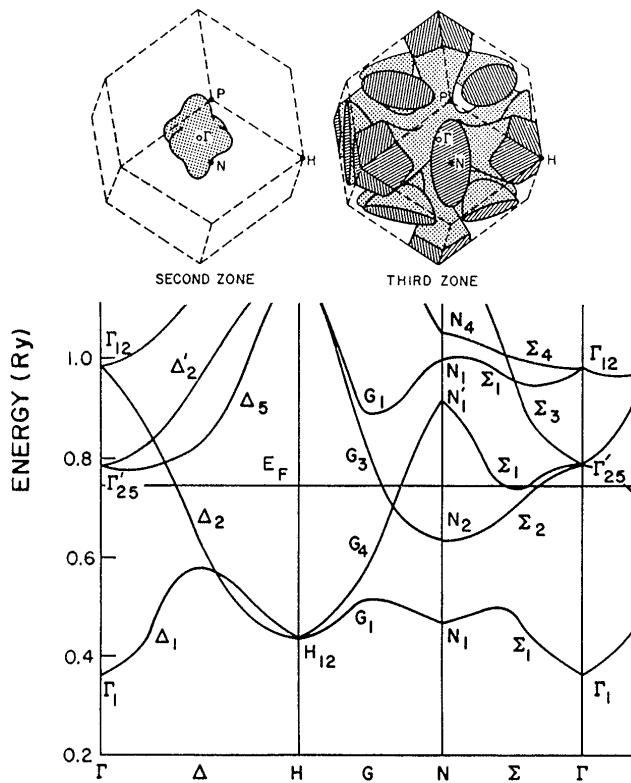 P
Γ
N
H
P
Γ
N
H
SECOND ZONE
THIRD ZONE
ENERGY (Ry)
1.0
0.8
0.6
0.4
0.2
Γ12
Δ'2
Δ5
Γ'25
EF
Δ2
Δ1
Γ1
H12
G1
G3
G4
G1
N4
N1
N'1
N2
N1
Σ4
Σ1
Σ3
Σ1
Σ2
Σ1
Γ12
Γ'25
Γ1
Γ Δ H G N Σ Γ